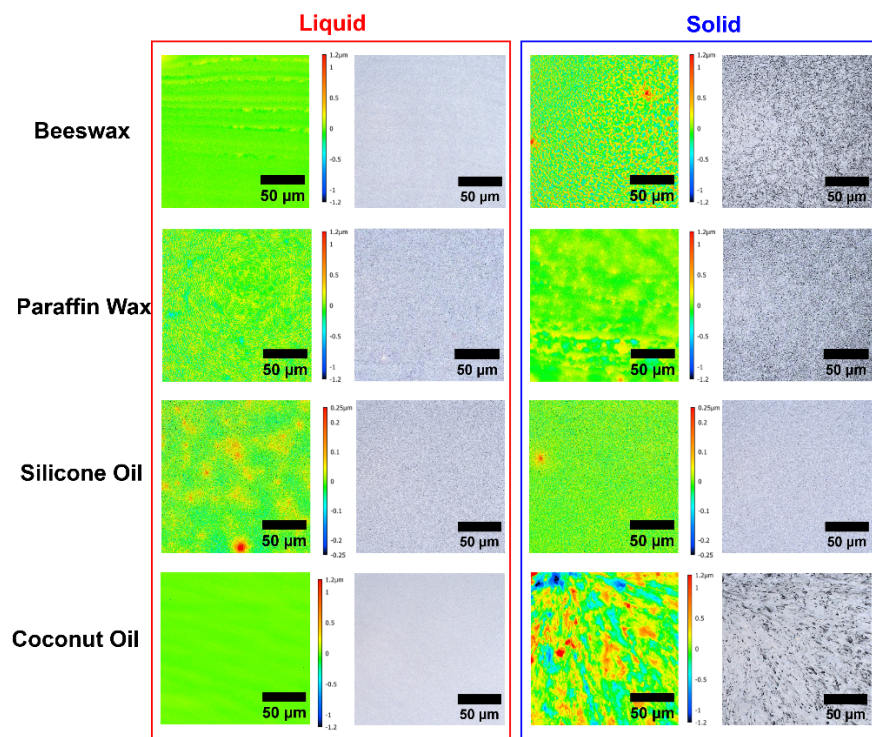 Liquid Solid
Beeswax
1.2µm
1
0.5
0
-0.5
-1
-1.2
50 µm
50 µm
1.2µm
1
0.5
0
-0.5
-1
-1.2
50 µm
50 µm
Paraffin Wax
1.2µm
1
0.5
0
-0.5
-1
-1.2
50 µm
50 µm
1.2µm
1
0.5
0
-0.5
-1
-1.2
50 µm
50 µm
Silicone Oil
0.25µm
0.2
0.1
0
-0.1
-0.2
-0.25
50 µm
50 µm
0.25µm
0.2
0.1
0
-0.1
-0.2
-0.25
50 µm
50 µm
Coconut Oil
1.2µm
1
0.5
0
-0.5
-1
-1.2
50 µm
50 µm
1.2µm
1
0.5
0
-0.5
-1
-1.2
50 µm
50 µm